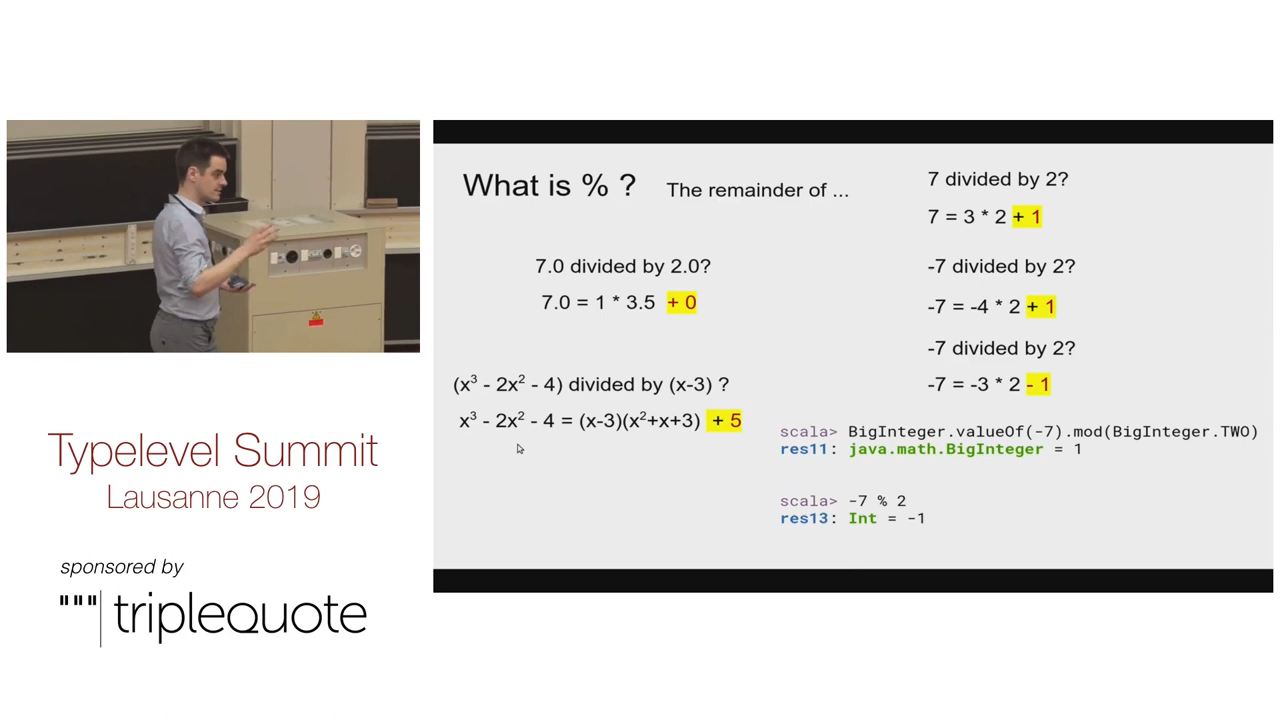 What is % ?
The remainder of ...
7 divided by 2?
7 = 3 * 2 + 1
7.0 divided by 2.0?
7.0 = 1 * 3.5 + 0
-7 divided by 2?
-7 = -4 * 2 + 1
-7 divided by 2?
-7 = -3 * 2 - 1
(x³ - 2x² - 4) divided by (x-3) ?
x³ - 2x² - 4 = (x-3)(x²+x+3) + 5
scala> BigInteger.valueOf(-7).mod(BigInteger.TWO)
res11: java.math.BigInteger = 1
scala> -7 % 2
res13: Int = -1
Typelevel Summit
Lausanne 2019
sponsored by
"""|triplequote